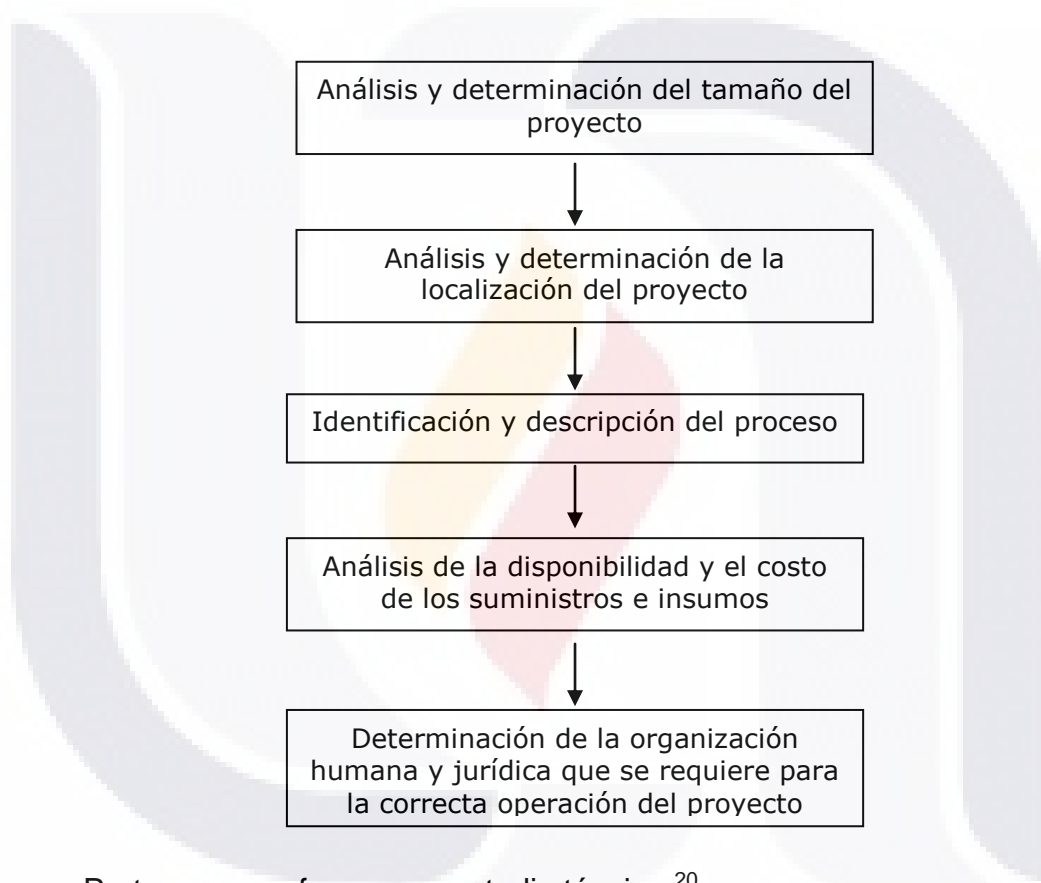 Análisis y determinación del tamaño del
proyecto
Análisis y determinación de la
localización del proyecto
Identificación y descripción del proceso
Análisis de la disponibilidad y el costo
de los suministros e insumos
Determinación de la organización
humana y jurídica que se requiere para
la correcta operación del proyecto
20